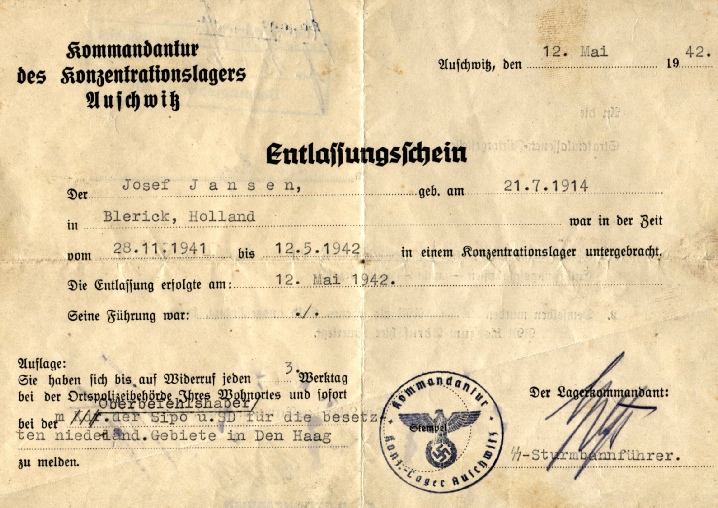 Kommandantur
des Konzentrationslagers
Auschwitz
Auschwitz, den 12. Mai 1942.
Entlassungsschein
Der Josef Jansen, geb. am 21.7.1914
in Blerick, Holland war in der Zeit
vom 28.11.1941 bis 12.5.1942 in einem Konzentrationslager untergebracht.
Die Entlassung erfolgte am: 12. Mai 1942.
Seine Führung war: ./.
Auflage:
Sie haben sich bis auf Widerruf jeden 3. Werktag
bei der Ortspolizeibehörde Ihres Wohnortes und sofort
Oberbefehlshaber
bei der m der Sipo u.SD für die besetz-
ten niederländ.Gebiete in Den Haag
zu melden.
Kommandantur
Stempel
Konz.-Lager Auschwitz
Der Lagerkommandant:
ᛋᛋ-Sturmbannführer.